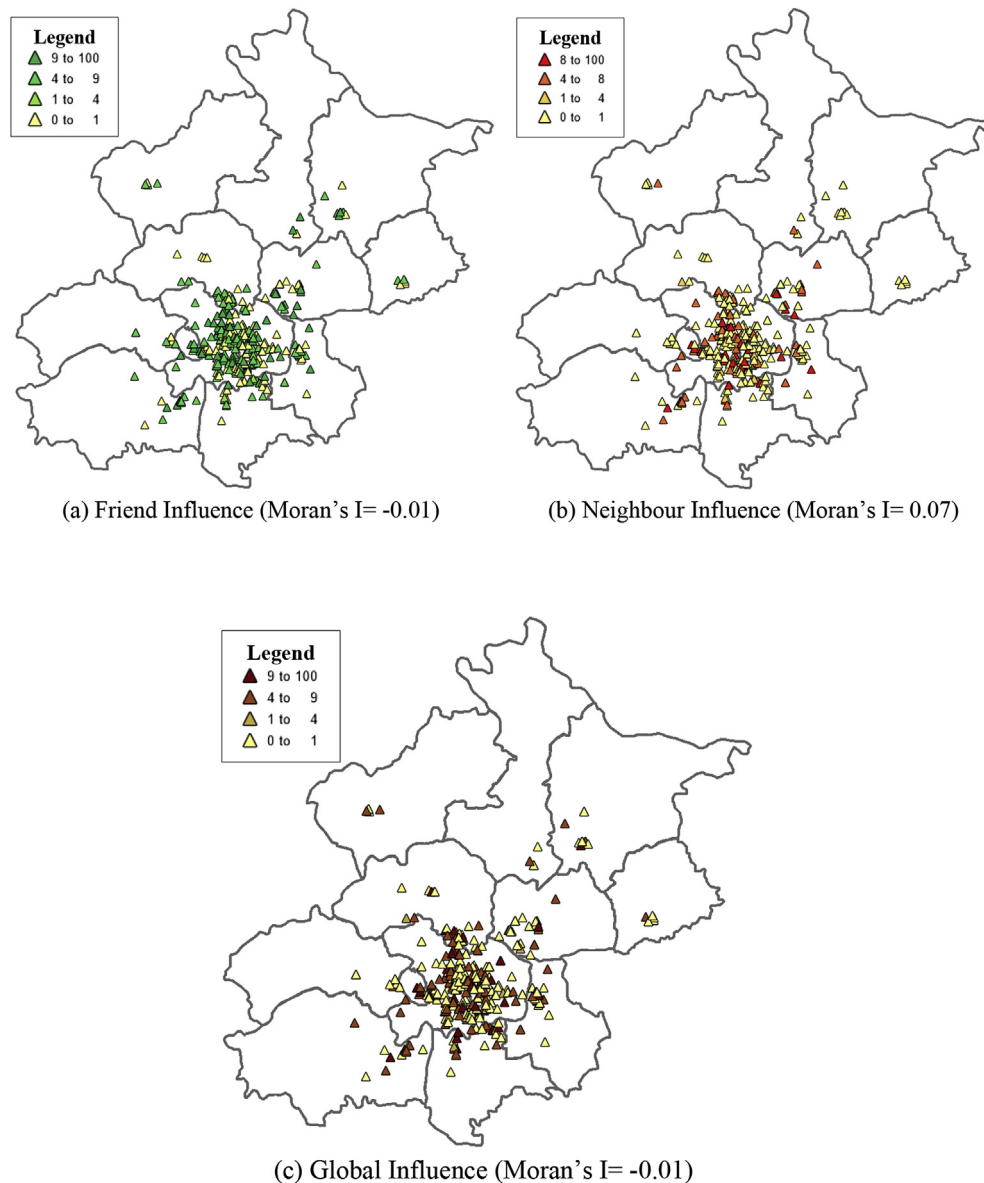 Legend
9 to 100
4 to 9
1 to 4
0 to 1
Legend
8 to 100
4 to 8
1 to 4
0 to 1
(a) Friend Influence (Moran’s I= -0.01)
(b) Neighbour Influence (Moran’s I= 0.07)
Legend
9 to 100
4 to 9
1 to 4
0 to 1
(c) Global Influence (Moran’s I= -0.01)